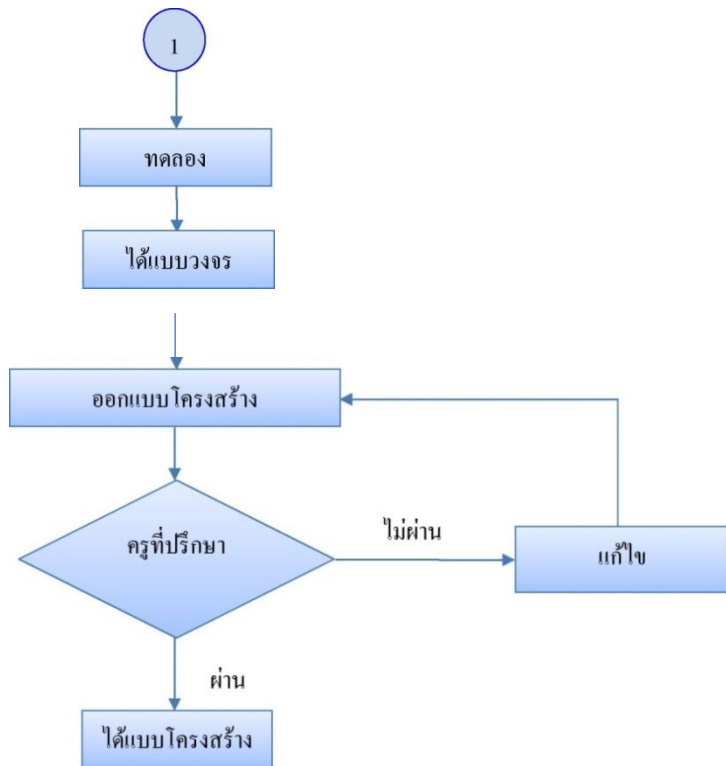 1
ทดลอง
ได้แบบวงจร
ออกแบบโครงสร้าง
ครูที่ปรึกษา
ไม่ผ่าน
แก้ไข
ผ่าน
ได้แบบโครงสร้าง